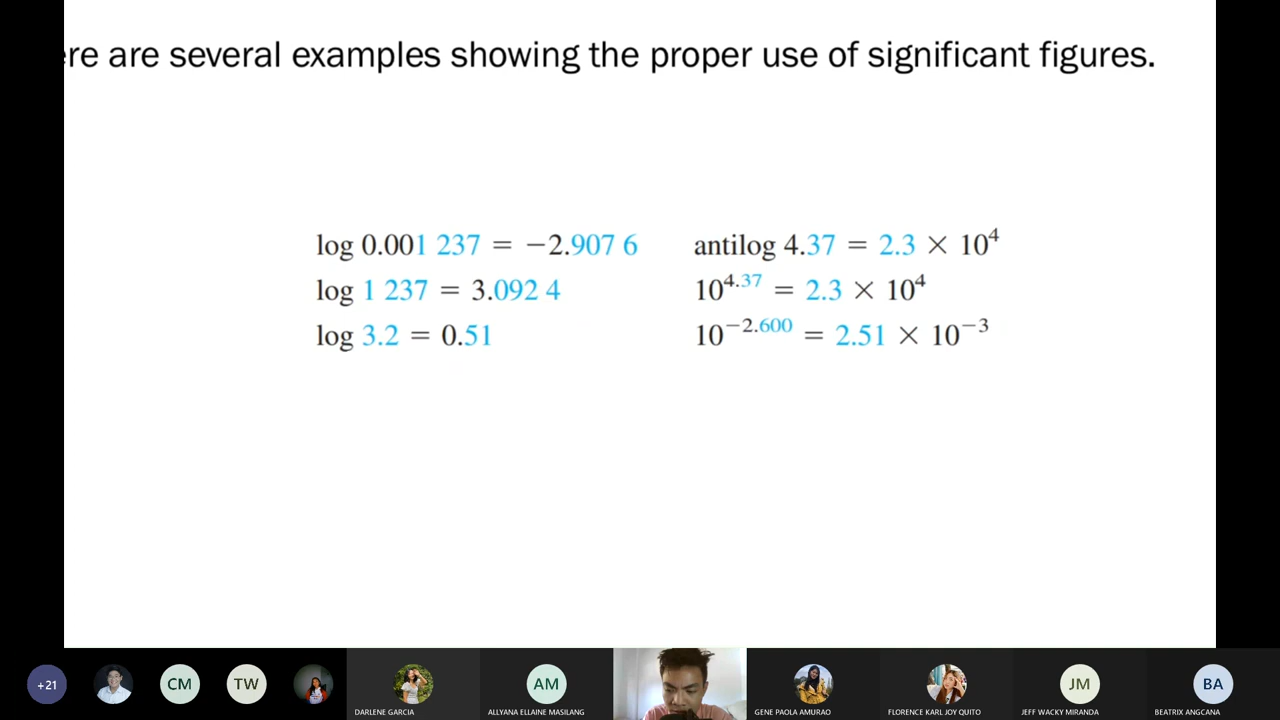 ere are several examples showing the proper use of significant figures.
log 0.001 237 = −2.907 6
log 1 237 = 3.092 4
log 3.2 = 0.51
antilog 4.37 = 2.3 × 10⁴
10⁴·³⁷ = 2.3 × 10⁴
10⁻²·⁶⁰⁰ = 2.51 × 10⁻³
+21
CM
TW
DARLENE GARCIA
AM
ALLYANA ELLAINE MASILANG
GENE PAOLA AMURAO
FLORENCE KARL JOY QUITO
JM
JEFF WACKY MIRANDA
BA
BEATRIX ANGCANA